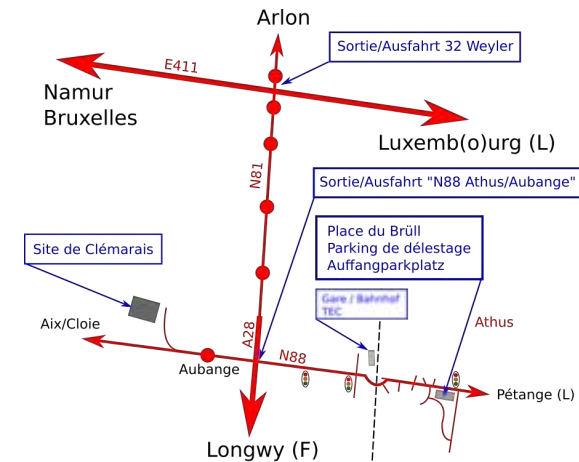 Arlon
Sortie/Ausfahrt 32 Weyler
E411
Namur
Bruxelles
Luxemb(o)urg (L)
N81
Sortie/Ausfahrt "N88 Athus/Aubange"
Place du Brüll
Parking de délestage
Auffangparkplatz
Site de Clémarais
Gare / Bahnhof
TEC
Aix/Cloie
A28
N88
Athus
Aubange
Pétange (L)
Longwy (F)